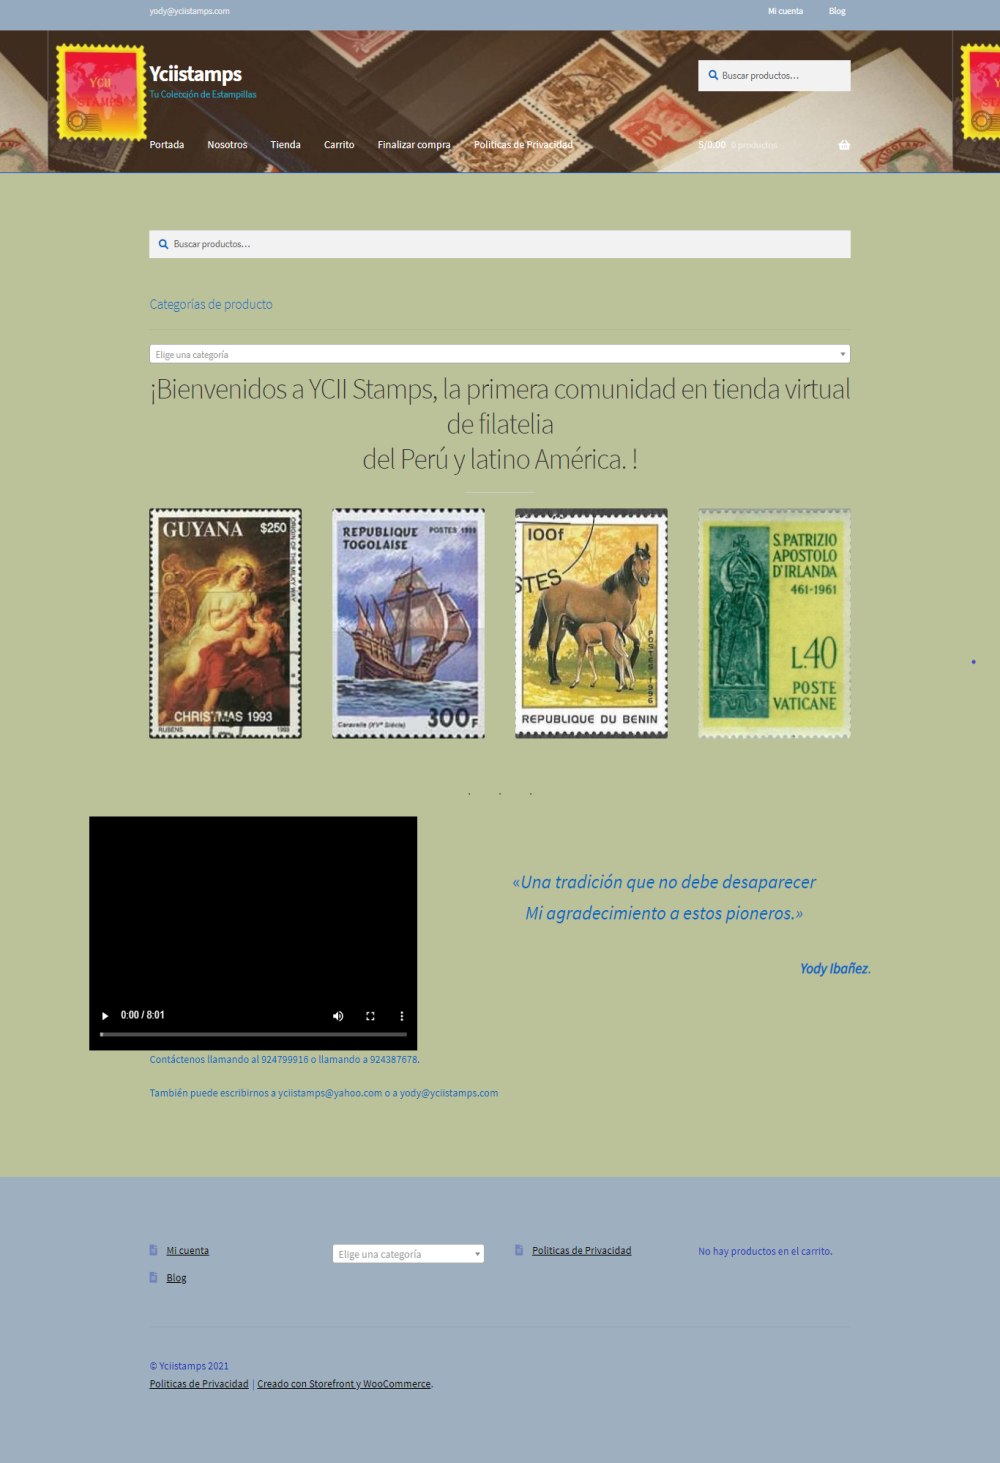 yody@yciistamps.com
Mi cuenta
Blog
YCII
STAMPS
Yciistamps
Tu Colección de Estampillas
Buscar productos…
Portada
Nosotros
Tienda
Carrito
Finalizar compra
Políticas de Privacidad
S/0.00 0 productos
Buscar productos…
Categorías de producto
Elige una categoría
¡Bienvenidos a YCII Stamps, la primera comunidad en tienda virtual
de filatelia
del Perú y latino América. !
GUYANA
$250
ORIGIN OF THE MILKY WAY
CHRISTMAS 1993
RUBENS
1993
REPUBLIQUE
TOGOLAISE
POSTES 1999
Caravelle (XVe Siècle)
300F
100f
STES
POSTES 1996
REPUBLIQUE DU BENIN
S.PATRIZIO
APOSTOLO
D'IRLANDA
461-1961
L.40
POSTE
VATICANE
. . .
«Una tradición que no debe desaparecer
Mi agradecimiento a estos pioneros.»
Yody Ibañez.
0:00 / 8:01
Contáctenos llamando al 924799916 o llamando a 924387678.
También puede escribirnos a yciistamps@yahoo.com o a yody@yciistamps.com
Mi cuenta
Blog
Elige una categoría
Politicas de Privacidad
No hay productos en el carrito.
© Yciistamps 2021
Politicas de Privacidad | Creado con Storefront y WooCommerce.